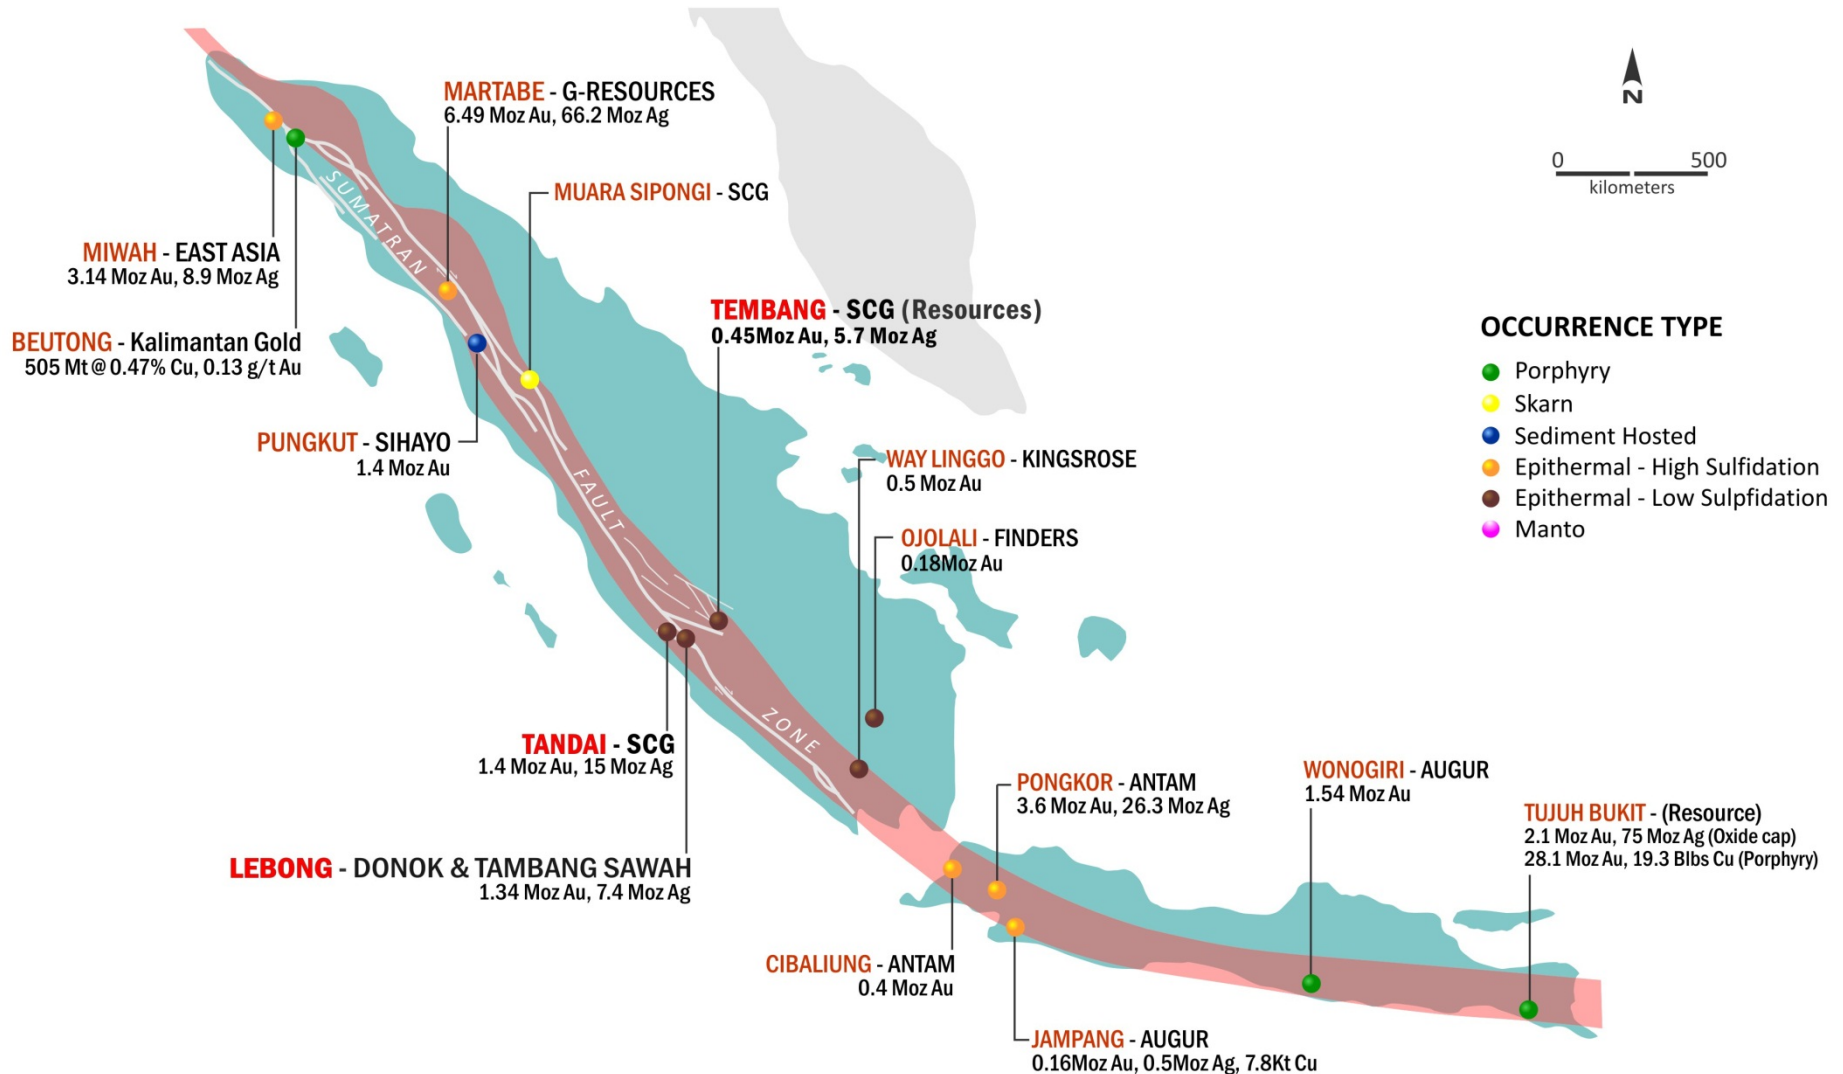 MARTABE - G-RESOURCES
6.49 Moz Au, 66.2 Moz Ag
N
0 500
kilometers
MUARA SIPONGI - SCG
SUMATRAN
FAULT
ZONE
MIWAH - EAST ASIA
3.14 Moz Au, 8.9 Moz Ag
TEMBANG - SCG (Resources)
0.45Moz Au, 5.7 Moz Ag
BEUTONG - Kalimantan Gold
505 Mt @ 0.47% Cu, 0.13 g/t Au
OCCURRENCE TYPE
Porphyry
Skarn
Sediment Hosted
Epithermal - High Sulfidation
Epithermal - Low Sulpfidation
Manto
PUNGKUT - SIHAYO
1.4 Moz Au
WAY LINGGO - KINGSROSE
0.5 Moz Au
OJOLALI - FINDERS
0.18Moz Au
TANDAI - SCG
1.4 Moz Au, 15 Moz Ag
LEBONG - DONOK & TAMBANG SAWAH
1.34 Moz Au, 7.4 Moz Ag
PONGKOR - ANTAM
3.6 Moz Au, 26.3 Moz Ag
WONOGIRI - AUGUR
1.54 Moz Au
TUJUH BUKIT - (Resource)
2.1 Moz Au, 75 Moz Ag (Oxide cap)
28.1 Moz Au, 19.3 Blbs Cu (Porphyry)
CIBALIUNG - ANTAM
0.4 Moz Au
JAMPANG - AUGUR
0.16Moz Au, 0.5Moz Ag, 7.8Kt Cu